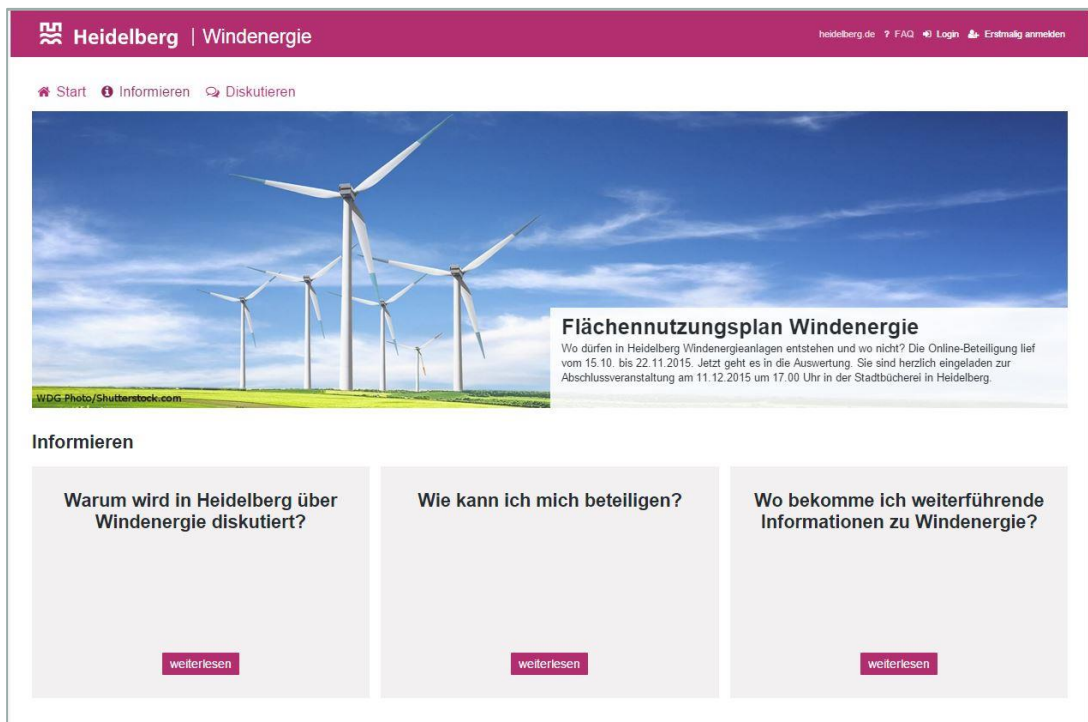 Heidelberg | Windenergie
heidelberg.de ? FAQ Login Erstmalig anmelden
Start Informieren Diskutieren
Flächennutzungsplan Windenergie
Wo dürfen in Heidelberg Windenergieanlagen entstehen und wo nicht? Die Online-Beteiligung lief
vom 15.10. bis 22.11.2015. Jetzt geht es in die Auswertung. Sie sind herzlich eingeladen zur
Abschlussveranstaltung am 11.12.2015 um 17.00 Uhr in der Stadtbücherei in Heidelberg.
WDG Photo/Shutterstock.com
Informieren
Warum wird in Heidelberg über
Windenergie diskutiert?
weiterlesen
Wie kann ich mich beteiligen?
weiterlesen
Wo bekomme ich weiterführende
Informationen zu Windenergie?
weiterlesen